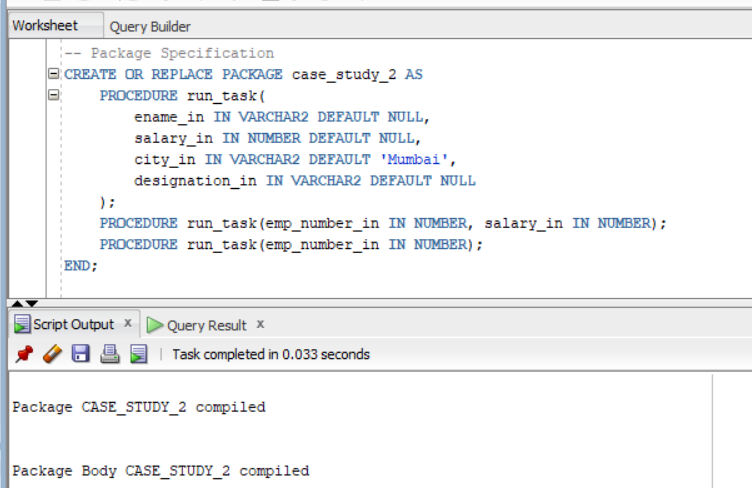 Worksheet Query Builder
-- Package Specification
CREATE OR REPLACE PACKAGE case_study_2 AS
PROCEDURE run_task(
ename_in IN VARCHAR2 DEFAULT NULL,
salary_in IN NUMBER DEFAULT NULL,
city_in IN VARCHAR2 DEFAULT 'Mumbai',
designation_in IN VARCHAR2 DEFAULT NULL
);
PROCEDURE run_task(emp_number_in IN NUMBER, salary_in IN NUMBER);
PROCEDURE run_task(emp_number_in IN NUMBER);
END;
Script Output x Query Result x
Task completed in 0.033 seconds
Package CASE_STUDY_2 compiled
Package Body CASE_STUDY_2 compiled